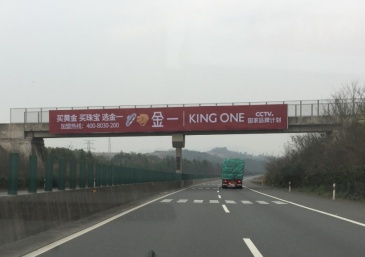 买黄金 买珠宝 选金一
加盟热线：400-8030-200
金一 KING ONE
CCTV.
国家品牌计划